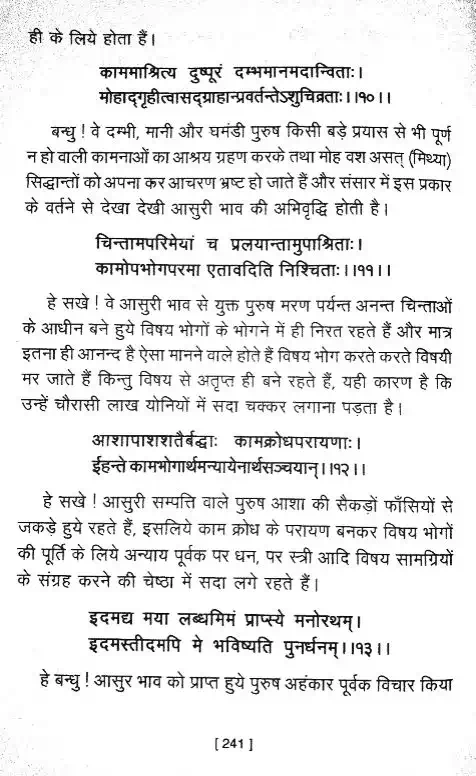 ही के लिये होता हैं।
काममाश्रित्य दुष्पूरं दम्भमानमदान्विताः।
मोहाद्गृहीत्वासद्ग्राहान्प्रवर्तन्तेऽशुचिव्रताः।।१०।।
बन्धु ! वे दम्भी, मानी और घमंडी पुरुष किसी बड़े प्रयास से भी पूर्ण
न हो वाली कामनाओं का आश्रय ग्रहण करके तथा मोह वश असत् (मिथ्या)
सिद्धान्तों को अपना कर आचरण भ्रष्ट हो जाते हैं और संसार में इस प्रकार
के वर्तने से देखा देखी आसुरी भाव की अभिवृद्धि होती है।
चिन्तामपरिमेयां च प्रलयान्तामुपाश्रिताः।
कामोपभोगपरमा एतावदिति निश्चिताः।।११।।
हे सखे ! वे आसुरी भाव से युक्त पुरुष मरण पर्यन्त अनन्त चिन्ताओं
के आधीन बने हुये विषय भोगों के भोगने में ही निरत रहते हैं और मात्र
इतना ही आनन्द है ऐसा मानने वाले होते हैं विषय भोग करते करते विषयी
मर जाते हैं किन्तु विषय से अतृप्त ही बने रहते हैं, यही कारण है कि
उन्हें चौरासी लाख योनियों में सदा चक्कर लगाना पड़ता है।
आशापाशशतैर्बद्धाः कामक्रोधपरायणाः।
ईहन्ते कामभोगार्थमन्यायेनार्थसञ्चयान्।।१२।।
हे सखे ! आसुरी सम्पत्ति वाले पुरुष आशा की सैकड़ों फाँसियों से
जकड़े हुये रहते हैं, इसलिये काम क्रोध के परायण बनकर विषय भोगों
की पूर्ति के लिये अन्याय पूर्वक पर धन, पर स्त्री आदि विषय सामग्रियों
के संग्रह करने की चेष्ठा में सदा लगे रहते हैं।
इदमद्य मया लब्धमिमं प्राप्स्ये मनोरथम्।
इदमस्तीदमपि मे भविष्यति पुनर्धनम्।।१३।।
हे बन्धु ! आसुर भाव को प्राप्त हुये पुरुष अहंकार पूर्वक विचार किया
[ 241 ]